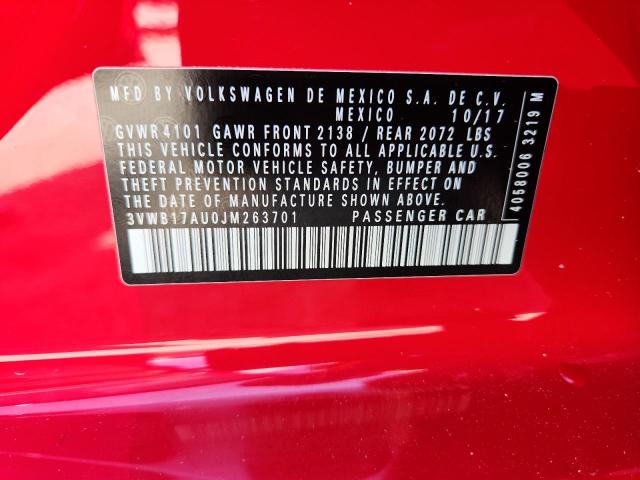 MFD BY VOLKSWAGEN DE MEXICO S.A. DE C.V.
MEXICO 10/17
GVWR 4101 GAWR FRONT 2138 / REAR 2072 LBS
THIS VEHICLE CONFORMS TO ALL APPLICABLE U.S.
FEDERAL MOTOR VEHICLE SAFETY, BUMPER AND
THEFT PREVENTION STANDARDS IN EFFECT ON
THE DATE OF MANUFACTURE SHOWN ABOVE.
3VWB17AU0JM263701 PASSENGER CAR
4058006 3219 M